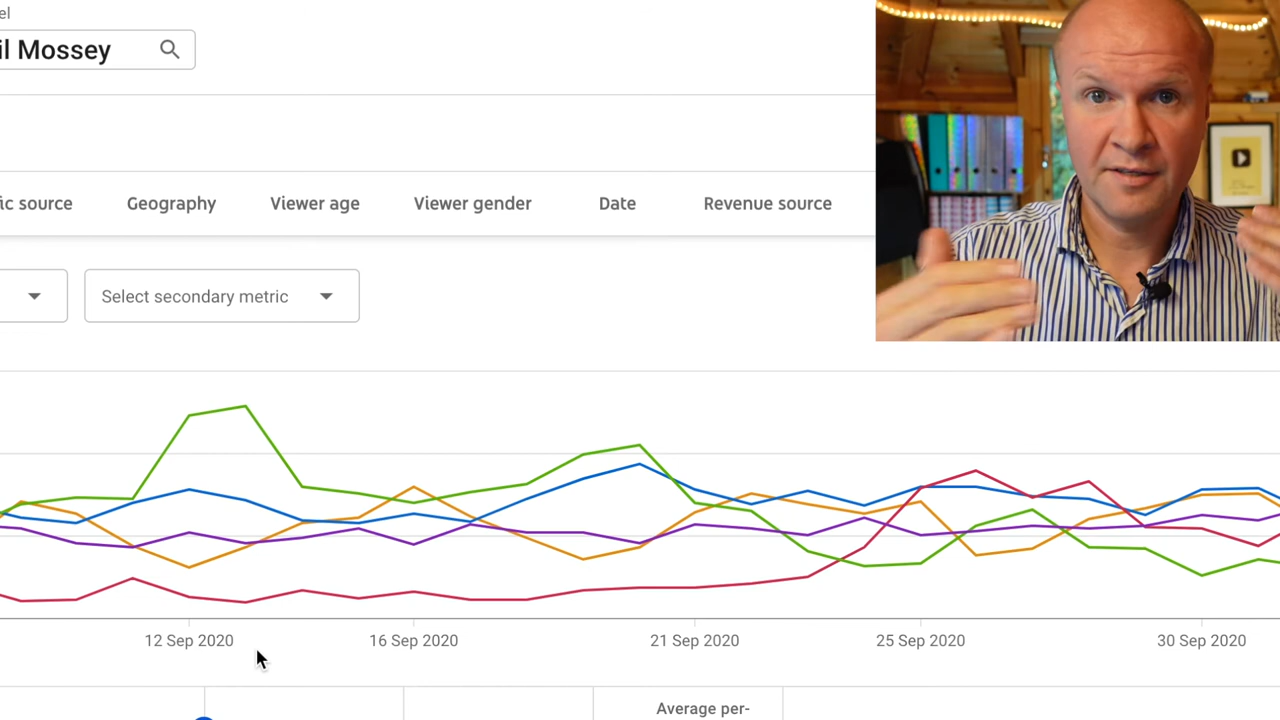 el
il Mossey
ic source Geography Viewer age Viewer gender Date Revenue source
Select secondary metric
12 Sep 2020 16 Sep 2020 21 Sep 2020 25 Sep 2020 30 Sep 2020
Average per-